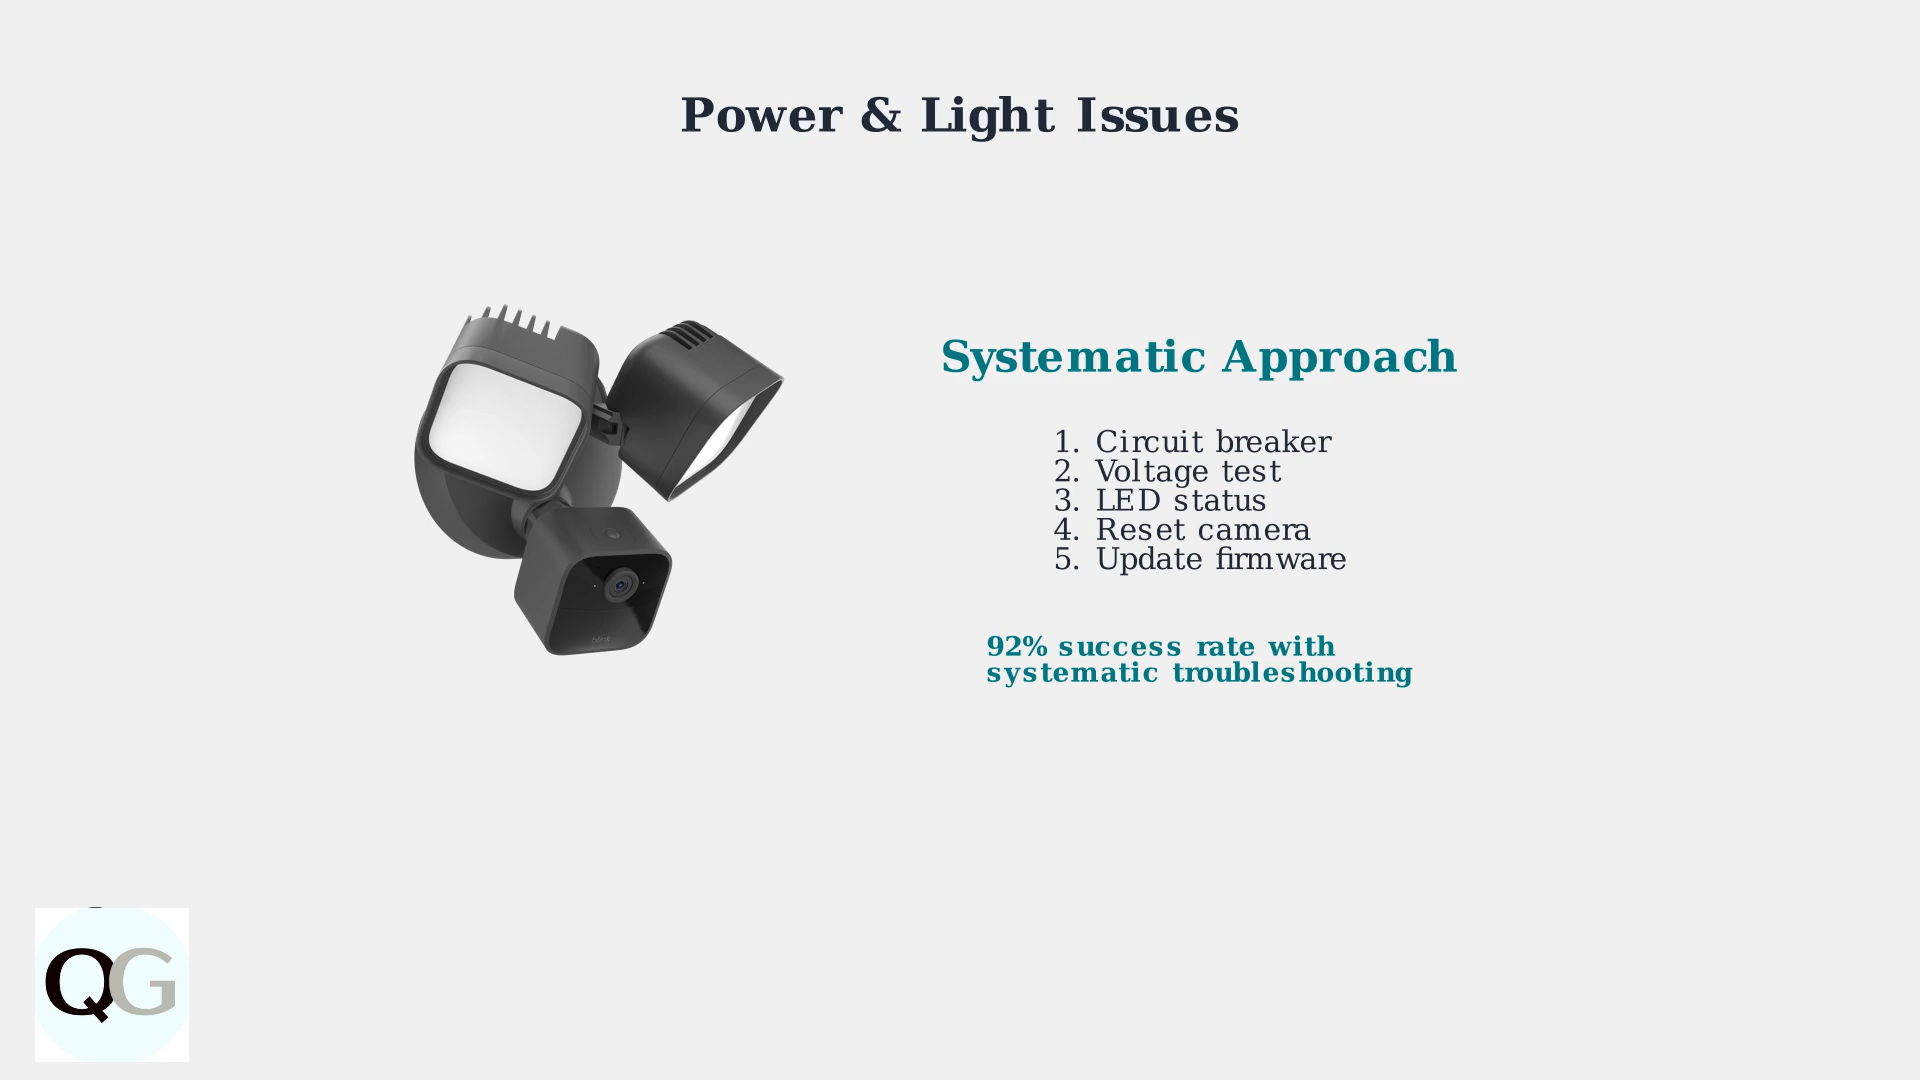 Power & Light Issues
Systematic Approach
1. Circuit breaker
2. Voltage test
3. LED status
4. Reset camera
5. Update firmware
92% success rate with
systematic troubleshooting
blink
QG